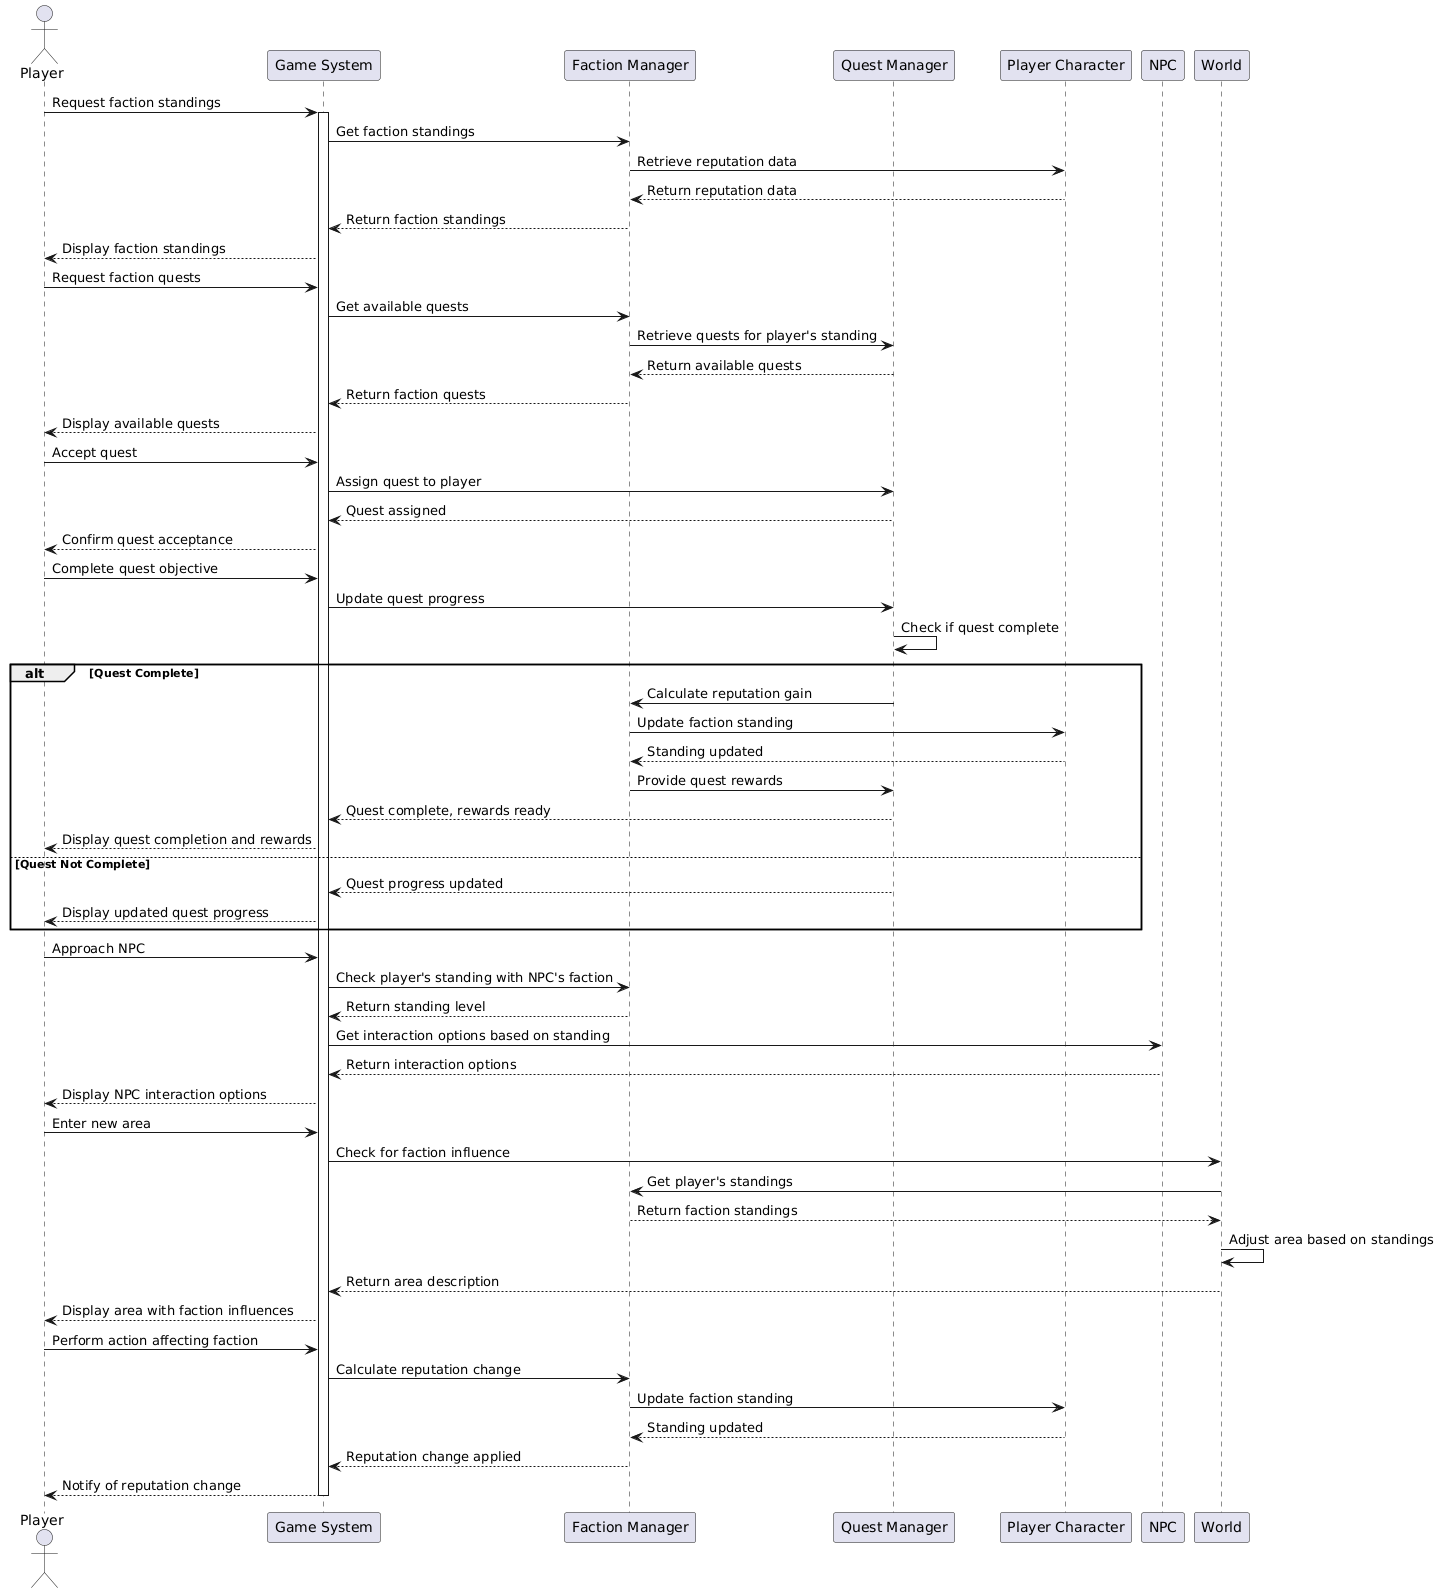 Player
Game System
Faction Manager
Quest Manager
Player Character
NPC
World
Request faction standings
Get faction standings
Retrieve reputation data
Return reputation data
Return faction standings
Display faction standings
Request faction quests
Get available quests
Retrieve quests for player's standing
Return available quests
Return faction quests
Display available quests
Accept quest
Assign quest to player
Quest assigned
Confirm quest acceptance
Complete quest objective
Update quest progress
Check if quest complete
alt
[Quest Complete]
Calculate reputation gain
Update faction standing
Standing updated
Provide quest rewards
Quest complete, rewards ready
Display quest completion and rewards
[Quest Not Complete]
Quest progress updated
Display updated quest progress
Approach NPC
Check player's standing with NPC's faction
Return standing level
Get interaction options based on standing
Return interaction options
Display NPC interaction options
Enter new area
Check for faction influence
Get player's standings
Return faction standings
Adjust area based on standings
Return area description
Display area with faction influences
Perform action affecting faction
Calculate reputation change
Update faction standing
Standing updated
Reputation change applied
Notify of reputation change
Player
Game System
Faction Manager
Quest Manager
Player Character
NPC
World